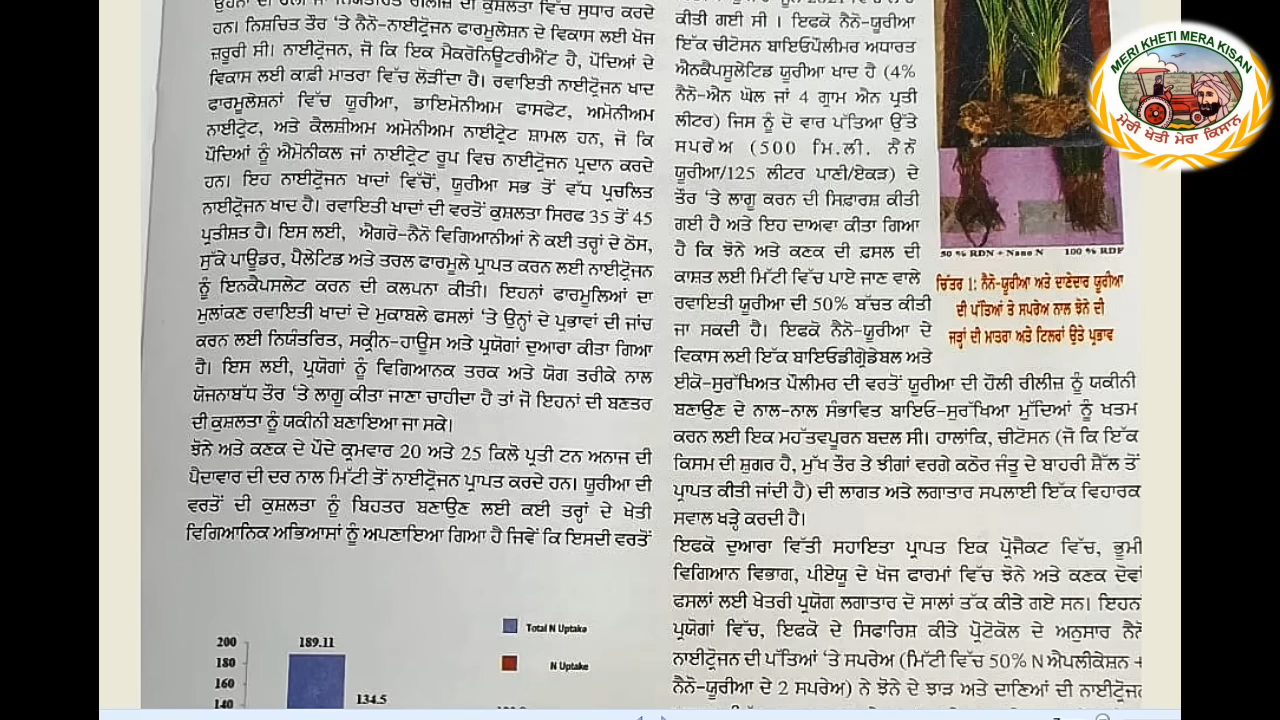 ਹਨ। ਨਿਸ਼ਚਿਤ ਤੌਰ 'ਤੇ ਨੈਨੋ-ਨਾਈਟ੍ਰੋਜਨ ਫਾਰਮੂਲੇਸ਼ਨ ਦੇ ਵਿਕਾਸ ਲਈ ਖੋਜ
ਜ਼ਰੂਰੀ ਸੀ। ਨਾਈਟ੍ਰੋਜਨ, ਜੋ ਕਿ ਇਕ ਮੈਕਰੋਨਿਊਟਰੀਐਂਟ ਹੈ, ਪੌਦਿਆਂ ਦੇ
ਵਿਕਾਸ ਲਈ ਕਾਫੀ ਮਾਤਰਾ ਵਿੱਚ ਲੋੜੀਂਦਾ ਹੈ। ਰਵਾਇਤੀ ਨਾਈਟ੍ਰੋਜਨ ਖਾਦ
ਫਾਰਮੂਲੇਸ਼ਨਾਂ ਵਿੱਚ ਯੂਰੀਆ, ਡਾਇਮੋਨੀਅਮ ਫਾਸਫੇਟ, ਅਮੋਨੀਅਮ
ਨਾਈਟ੍ਰੇਟ, ਅਤੇ ਕੈਲਸ਼ੀਅਮ ਅਮੋਨੀਅਮ ਨਾਈਟ੍ਰੇਟ ਸ਼ਾਮਲ ਹਨ, ਜੋ ਕਿ
ਪੌਦਿਆਂ ਨੂੰ ਐਮੋਨੀਕਲ ਜਾਂ ਨਾਈਟ੍ਰੇਟ ਰੂਪ ਵਿਚ ਨਾਈਟ੍ਰੋਜਨ ਪ੍ਰਦਾਨ ਕਰਦੇ
ਹਨ। ਇਹ ਨਾਈਟ੍ਰੋਜਨ ਖਾਦਾਂ ਵਿੱਚੋਂ, ਯੂਰੀਆ ਸਭ ਤੋਂ ਵੱਧ ਪ੍ਰਚਲਿਤ
ਨਾਈਟ੍ਰੋਜਨ ਖਾਦ ਹੈ। ਰਵਾਇਤੀ ਖਾਦਾਂ ਦੀ ਵਰਤੋਂ ਕੁਸ਼ਲਤਾ ਸਿਰਫ 35 ਤੋਂ 45
ਪ੍ਰਤੀਸ਼ਤ ਹੈ। ਇਸ ਲਈ, ਐਗਰੋ-ਨੈਨੋ ਵਿਗਿਆਨੀਆਂ ਨੇ ਕਈ ਤਰ੍ਹਾਂ ਦੇ ਠੋਸ,
ਸੁੱਕੇ ਪਾਊਡਰ, ਪੈਲੇਟਿਡ ਅਤੇ ਤਰਲ ਫਾਰਮੂਲੇ ਪ੍ਰਾਪਤ ਕਰਨ ਲਈ ਨਾਈਟ੍ਰੋਜਨ
ਨੂੰ ਇਨਕੈਪਸਲੇਟ ਕਰਨ ਦੀ ਕਲਪਨਾ ਕੀਤੀ। ਇਹਨਾਂ ਫਾਰਮੂਲਿਆਂ ਦਾ
ਮੁਲਾਂਕਣ ਰਵਾਇਤੀ ਖਾਦਾਂ ਦੇ ਮੁਕਾਬਲੇ ਫਸਲਾਂ 'ਤੇ ਉਨ੍ਹਾਂ ਦੇ ਪ੍ਰਭਾਵਾਂ ਦੀ ਜਾਂਚ
ਕਰਨ ਲਈ ਨਿਯੰਤਰਿਤ, ਸਕ੍ਰੀਨ-ਹਾਊਸ ਅਤੇ ਪ੍ਰਯੋਗਾਂ ਦੁਆਰਾ ਕੀਤਾ ਗਿਆ
ਹੈ। ਇਸ ਲਈ, ਪ੍ਰਯੋਗਾਂ ਨੂੰ ਵਿਗਿਆਨਕ ਤਰਕ ਅਤੇ ਯੋਗ ਤਰੀਕੇ ਨਾਲ
ਯੋਜਨਾਬੱਧ ਤੌਰ 'ਤੇ ਲਾਗੂ ਕੀਤਾ ਜਾਣਾ ਚਾਹੀਦਾ ਹੈ ਤਾਂ ਜੋ ਇਹਨਾਂ ਦੀ ਬਣਤਰ
ਦੀ ਕੁਸ਼ਲਤਾ ਨੂੰ ਯਕੀਨੀ ਬਣਾਇਆ ਜਾ ਸਕੇ।
ਝੋਨੇ ਅਤੇ ਕਣਕ ਦੇ ਪੌਦੇ ਕ੍ਰਮਵਾਰ 20 ਅਤੇ 25 ਕਿਲੋ ਪ੍ਰਤੀ ਟਨ ਅਨਾਜ ਦੀ
ਪੈਦਾਵਾਰ ਦੀ ਦਰ ਨਾਲ ਮਿੱਟੀ ਤੋਂ ਨਾਈਟ੍ਰੋਜਨ ਪ੍ਰਾਪਤ ਕਰਦੇ ਹਨ। ਯੂਰੀਆ ਦੀ
ਵਰਤੋਂ ਦੀ ਕੁਸ਼ਲਤਾ ਨੂੰ ਬਿਹਤਰ ਬਣਾਉਣ ਲਈ ਕਈ ਤਰ੍ਹਾਂ ਦੇ ਖੇਤੀ
ਵਿਗਿਆਨਿਕ ਅਭਿਆਸਾਂ ਨੂੰ ਅਪਣਾਇਆ ਗਿਆ ਹੈ ਜਿਵੇਂ ਕਿ ਇਸਦੀ ਵਰਤੋਂ
200
180
160
140
189.11
134.5
Total N Uptake
N Uptake
ਕੀਤੀ ਗਈ ਸੀ । ਇਫਕੋ ਨੈਨੋ-ਯੂਰੀਆ
ਇੱਕ ਚੀਟੋਸਨ ਬਾਇਓਪੌਲੀਮਰ ਅਧਾਰਤ
ਐਨਕੈਪਸੂਲੇਟਿਡ ਯੂਰੀਆ ਖਾਦ ਹੈ (4%
ਨੈਨੋ-ਐਨ ਘੋਲ ਜਾਂ 4 ਗ੍ਰਾਮ ਐਨ ਪ੍ਰਤੀ
ਲੀਟਰ) ਜਿਸ ਨੂੰ ਦੋ ਵਾਰ ਪੱਤਿਆ ਉੱਤੇ
ਸਪਰੇਅ (500 ਮਿ.ਲੀ. ਨੈਨੋ
ਯੂਰੀਆ/125 ਲੀਟਰ ਪਾਣੀ/ਏਕੜ) ਦੇ
ਤੌਰ 'ਤੇ ਲਾਗੂ ਕਰਨ ਦੀ ਸਿਫ਼ਾਰਸ਼ ਕੀਤੀ
ਗਈ ਹੈ ਅਤੇ ਇਹ ਦਾਅਵਾ ਕੀਤਾ ਗਿਆ
ਹੈ ਕਿ ਝੋਨੇ ਅਤੇ ਕਣਕ ਦੀ ਫ਼ਸਲ ਦੀ
ਕਾਸ਼ਤ ਲਈ ਮਿੱਟੀ ਵਿੱਚ ਪਾਏ ਜਾਣ ਵਾਲੇ
ਰਵਾਇਤੀ ਯੂਰੀਆ ਦੀ 50% ਬੱਚਤ ਕੀਤੀ
ਜਾ ਸਕਦੀ ਹੈ। ਇਫਕੋ ਨੈਨੋ-ਯੂਰੀਆ ਦੇ
ਵਿਕਾਸ ਲਈ ਇੱਕ ਬਾਇਓਡੀਗ੍ਰੇਡੇਬਲ ਅਤੇ
ਈਕੋ-ਸੁਰੱਖਿਅਤ ਪੌਲੀਮਰ ਦੀ ਵਰਤੋਂ ਯੂਰੀਆ ਦੀ ਹੌਲੀ ਰੀਲੀਜ਼ ਨੂੰ ਯਕੀਨੀ
ਬਣਾਉਣ ਦੇ ਨਾਲ-ਨਾਲ ਸੰਭਾਵਿਤ ਬਾਇਓ-ਸੁਰੱਖਿਆ ਮੁੱਦਿਆਂ ਨੂੰ ਖਤਮ
ਕਰਨ ਲਈ ਇਕ ਮਹੱਤਵਪੂਰਨ ਬਦਲ ਸੀ। ਹਾਲਾਂਕਿ, ਚੀਟੋਸਨ (ਜੋ ਕਿ ਇੱਕ
ਕਿਸਮ ਦੀ ਸ਼ੁਗਰ ਹੈ, ਮੁੱਖ ਤੌਰ ਤੇ ਝੀਗਾਂ ਵਰਗੇ ਕਠੋਰ ਜੰਤੂ ਦੇ ਬਾਹਰੀ ਸ਼ੈੱਲ ਤੋਂ
ਪ੍ਰਾਪਤ ਕੀਤੀ ਜਾਂਦੀ ਹੈ) ਦੀ ਲਾਗਤ ਅਤੇ ਲਗਾਤਾਰ ਸਪਲਾਈ ਇੱਕ ਵਿਹਾਰਕ
ਸਵਾਲ ਖੜ੍ਹੇ ਕਰਦੀ ਹੈ।
ਇਫਕੋ ਦੁਆਰਾ ਵਿੱਤੀ ਸਹਾਇਤਾ ਪ੍ਰਾਪਤ ਇਕ ਪ੍ਰੋਜੈਕਟ ਵਿੱਚ, ਭੂਮੀ
ਵਿਗਿਆਨ ਵਿਭਾਗ, ਪੀਏਯੂ ਦੇ ਖੋਜ ਫਾਰਮਾਂ ਵਿੱਚ ਝੋਨੇ ਅਤੇ ਕਣਕ ਦੋਵਾਂ
ਫਸਲਾਂ ਲਈ ਖੇਤਰੀ ਪ੍ਰਯੋਗ ਲਗਾਤਾਰ ਦੋ ਸਾਲਾਂ ਤੱਕ ਕੀਤੇ ਗਏ ਸਨ। ਇਹਨ
ਪ੍ਰਯੋਗਾਂ ਵਿੱਚ, ਇਫਕੋ ਦੇ ਸਿਫਾਰਿਸ਼ ਕੀਤੇ ਪ੍ਰੋਟੋਕੋਲ ਦੇ ਅਨੁਸਾਰ ਨੈਨੋ
ਨਾਈਟ੍ਰੋਜਨ ਦੀ ਪੱਤਿਆਂ 'ਤੇ ਸਪਰੇਅ (ਮਿੱਟੀ ਵਿੱਚ 50% N ਐਪਲੀਕੇਸ਼ਨ +
ਨੈਨੋ-ਯੂਰੀਆ ਦੇ 2 ਸਪਰੇਅ) ਨੇ ਝੋਨੇ ਦੇ ਝਾੜ ਅਤੇ ਦਾਣਿਆਂ ਦੀ ਨਾਈਟ੍ਰੋਜਨ
50 % RDN + Nano N 100 % RDF
ਚਿੱਤਰ 1: ਨੈਨੋ-ਯੂਰੀਆ ਅਤੇ ਦਾਣੇਦਾਰ ਯੂਰੀਆ
ਦੀ ਪੱਤਿਆਂ ਤੇ ਸਪਰੇਅ ਨਾਲ ਝੋਨੇ ਦੀ
ਜੜ੍ਹਾਂ ਦੀ ਮਾਤਰਾ ਅਤੇ ਟਿਲਰਾਂ ਉਤੇ ਪ੍ਰਭਾਵ
MERI KHETI MERA KISAN
ਮੇਰੀ ਖੇਤੀ ਮੇਰਾ ਕਿਸਾਨ